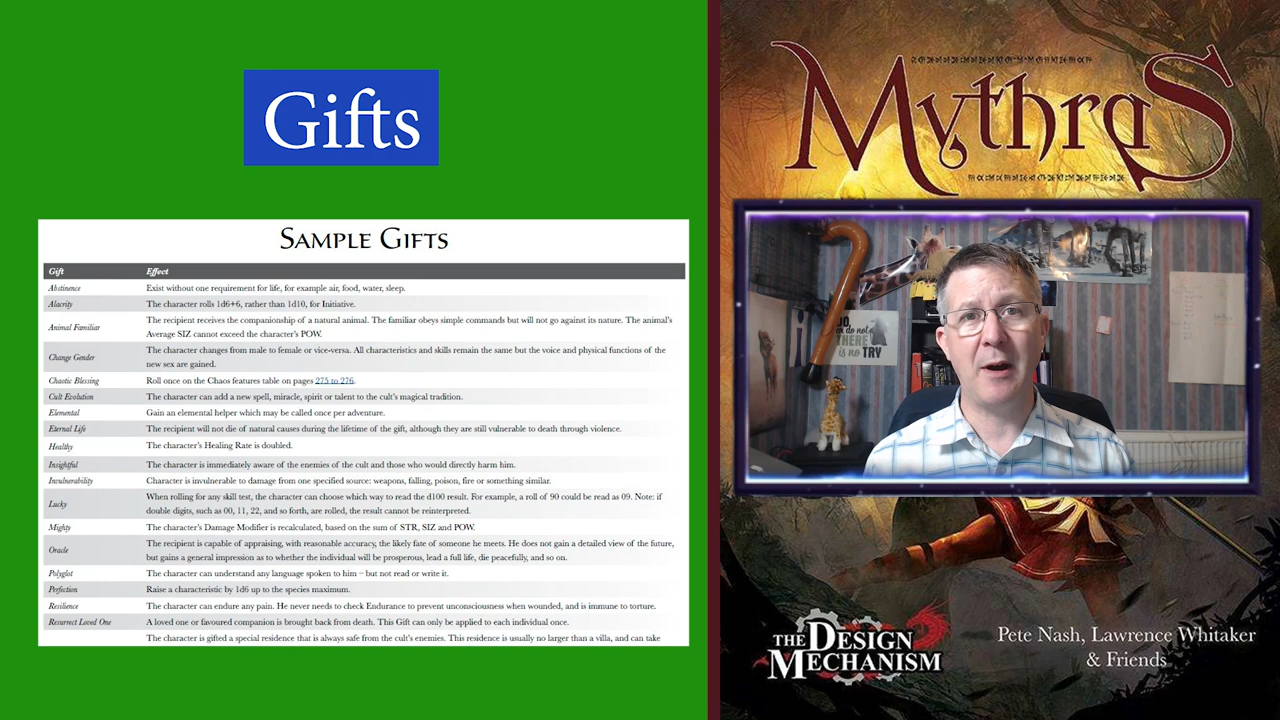 Gifts
SAMPLE GIFTS
Gift Effect
Abstinence Exist without one requirement for life, for example air, food, water, sleep.
Alacrity The character rolls 1d6+6, rather than 1d10, for Initiative.
Animal Familiar The recipient receives the companionship of a natural animal. The familiar obeys simple commands but will not go against its nature. The animal's
Average SIZ cannot exceed the character's POW.
Change Gender The character changes from male to female or vice-versa. All characteristics and skills remain the same but the voice and physical functions of the
new sex are gained.
Chaotic Blessing Roll once on the Chaos features table on pages 275 to 276.
Cult Evolution The character can add a new spell, miracle, spirit or talent to the cult's magical tradition.
Elemental Gain an elemental helper which may be called once per adventure.
Eternal Life The recipient will not die of natural causes during the lifetime of the gift, although they are still vulnerable to death through violence.
Healthy The character's Healing Rate is doubled.
Insightful The character is immediately aware of the enemies of the cult and those who would directly harm him.
Invulnerability Character is invulnerable to damage from one specified source: weapons, falling, poison, fire or something similar.
Lucky When rolling for any skill test, the character can choose which way to read the d100 result. For example, a roll of 90 could be read as 09. Note: if
double digits, such as 00, 11, 22, and so forth, are rolled, the result cannot be reinterpreted.
Mighty The character's Damage Modifier is recalculated, based on the sum of STR, SIZ and POW.
Oracle The recipient is capable of appraising, with reasonable accuracy, the likely fate of someone he meets. He does not gain a detailed view of the future,
but gains a general impression as to whether the individual will be prosperous, lead a full life, die peacefully, and so on.
Polyglot The character can understand any language spoken to him – but not read or write it.
Perfection Raise a characteristic by 1d6 up to the species maximum.
Resilience The character can endure any pain. He never needs to check Endurance to prevent unconsciousness when wounded, and is immune to torture.
Resurrect Loved One A loved one or favoured companion is brought back from death. This Gift can only be applied to each individual once.
The character is gifted a special residence that is always safe from the cult's enemies. This residence is usually no larger than a villa, and can take
MythraS
do not
THERE
is no TRY
THE DESIGN
MECHANISM
Pete Nash, Lawrence Whitaker
& Friends